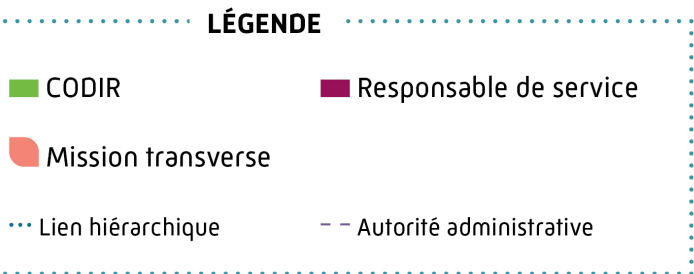 LÉGENDE
CODIR
Responsable de service
Mission transverse
Lien hiérarchique
Autorité administrative